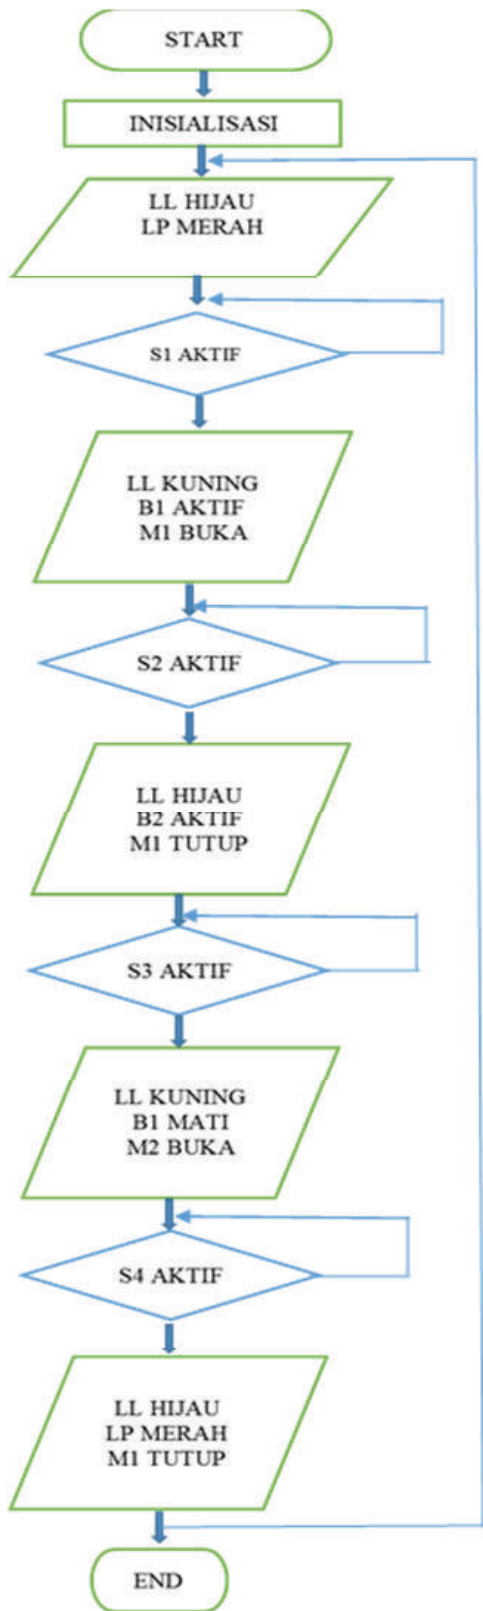 START
INISIALISASI
LL HIJAU
LP MERAH
S1 AKTIF
LL KUNING
B1 AKTIF
M1 BUKA
S2 AKTIF
LL HIJAU
B2 AKTIF
M1 TUTUP
S3 AKTIF
LL KUNING
B1 MATI
M2 BUKA
S4 AKTIF
LL HIJAU
LP MERAH
M1 TUTUP
END